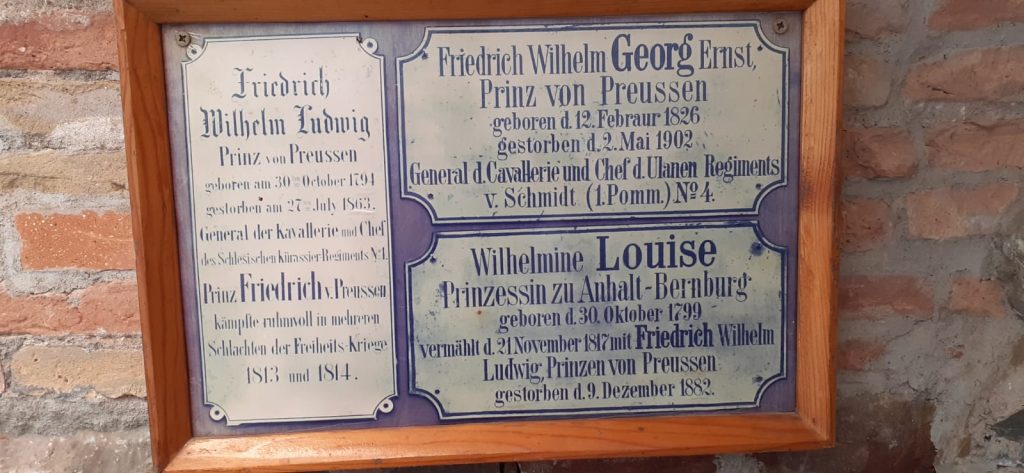 Friedrich
Wilhelm Ludwig
Prinz von Preussen
geboren am 30ten October 1794
gestorben am 27ten July 1863.
General der Kavallerie und Chef
des Schlesischen Kürassier-Regiments No 1.
Prinz Friedrich v. Preussen
kämpfte ruhmvoll in mehreren
Schlachten der Freiheits-Kriege
1813 und 1814.
Friedrich Wilhelm Georg Ernst,
Prinz von Preussen
geboren d. 12. Febraur 1826
gestorben d. 2. Mai 1902
General d. Cavallerie und Chef d. Ulanen Regiments
v. Schmidt (1. Pomm.) No 4.
Wilhelmine Louise
Prinzessin zu Anhalt-Bernburg
geboren d. 30. Oktober 1799
vermählt d. 21. November 1817 mit Friedrich Wilhelm
Ludwig, Prinzen von Preussen
gestorben d. 9. Dezember 1882.